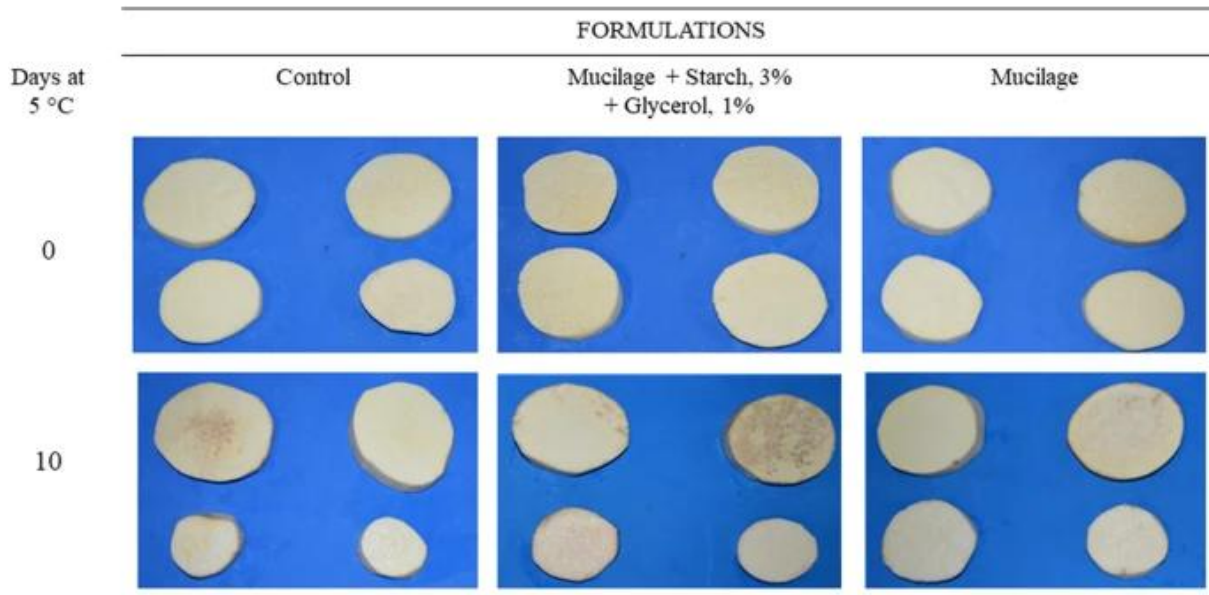 FORMULATIONS
Days at
5 °C
Control
Mucilage + Starch, 3%
+ Glycerol, 1%
Mucilage
0
10